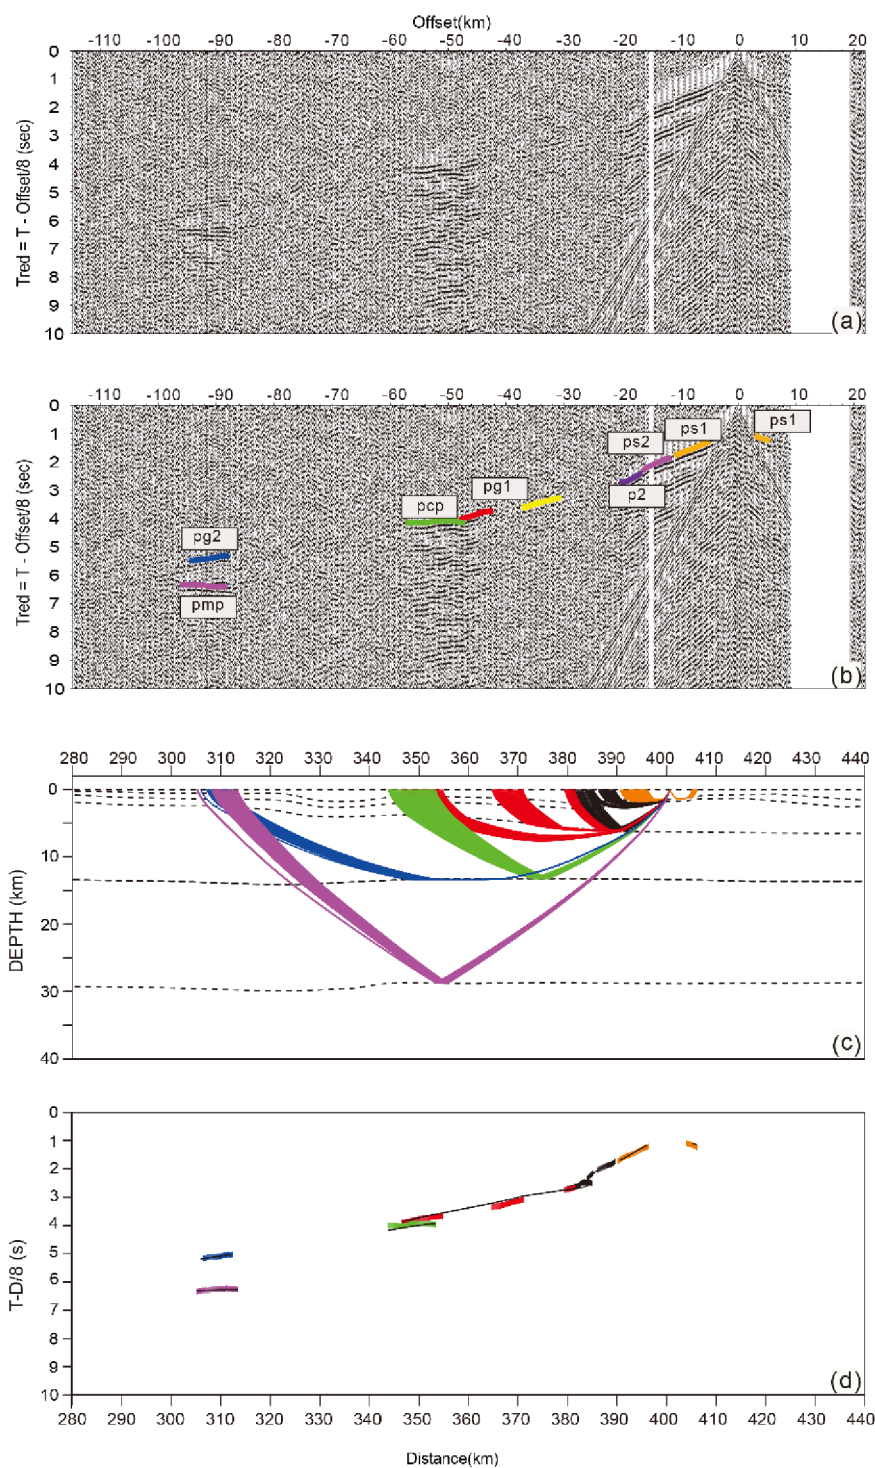 Offset(km)
-110 -100 -90 -80 -70 -60 -50 -40 -30 -20 -10 0 10 20
0
1
2
3
4
5
6
7
8
9
10
Tred = T - Offset/8 (sec)
(a)
-110 -100 -90 -80 -70 -60 -50 -40 -30 -20 -10 0 10 20
0
1
2
3
4
5
6
7
8
9
10
Tred = T - Offset/8 (sec)
ps1
ps2 ps1
pg1
p2
pcp
pg2
pmp
(b)
280 290 300 310 320 330 340 350 360 370 380 390 400 410 420 430 440
0
10
20
30
40
DEPTH (km)
(c)
0
1
2
3
4
5
6
7
8
9
10
T-D/8 (s)
(d)
280 290 300 310 320 330 340 350 360 370 380 390 400 410 420 430 440
Distance(km)